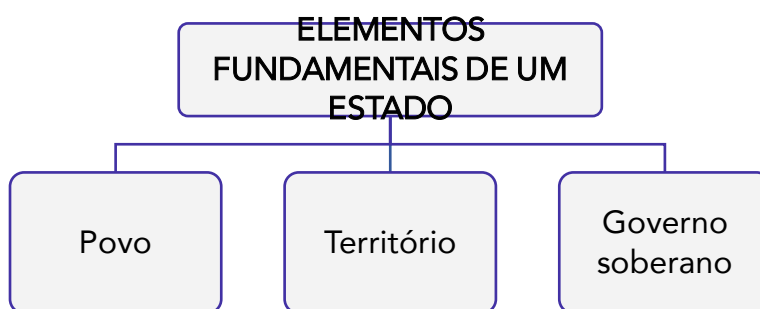 ELEMENTOS
FUNDAMENTAIS DE UM
ESTADO
Povo
Território
Governo
soberano